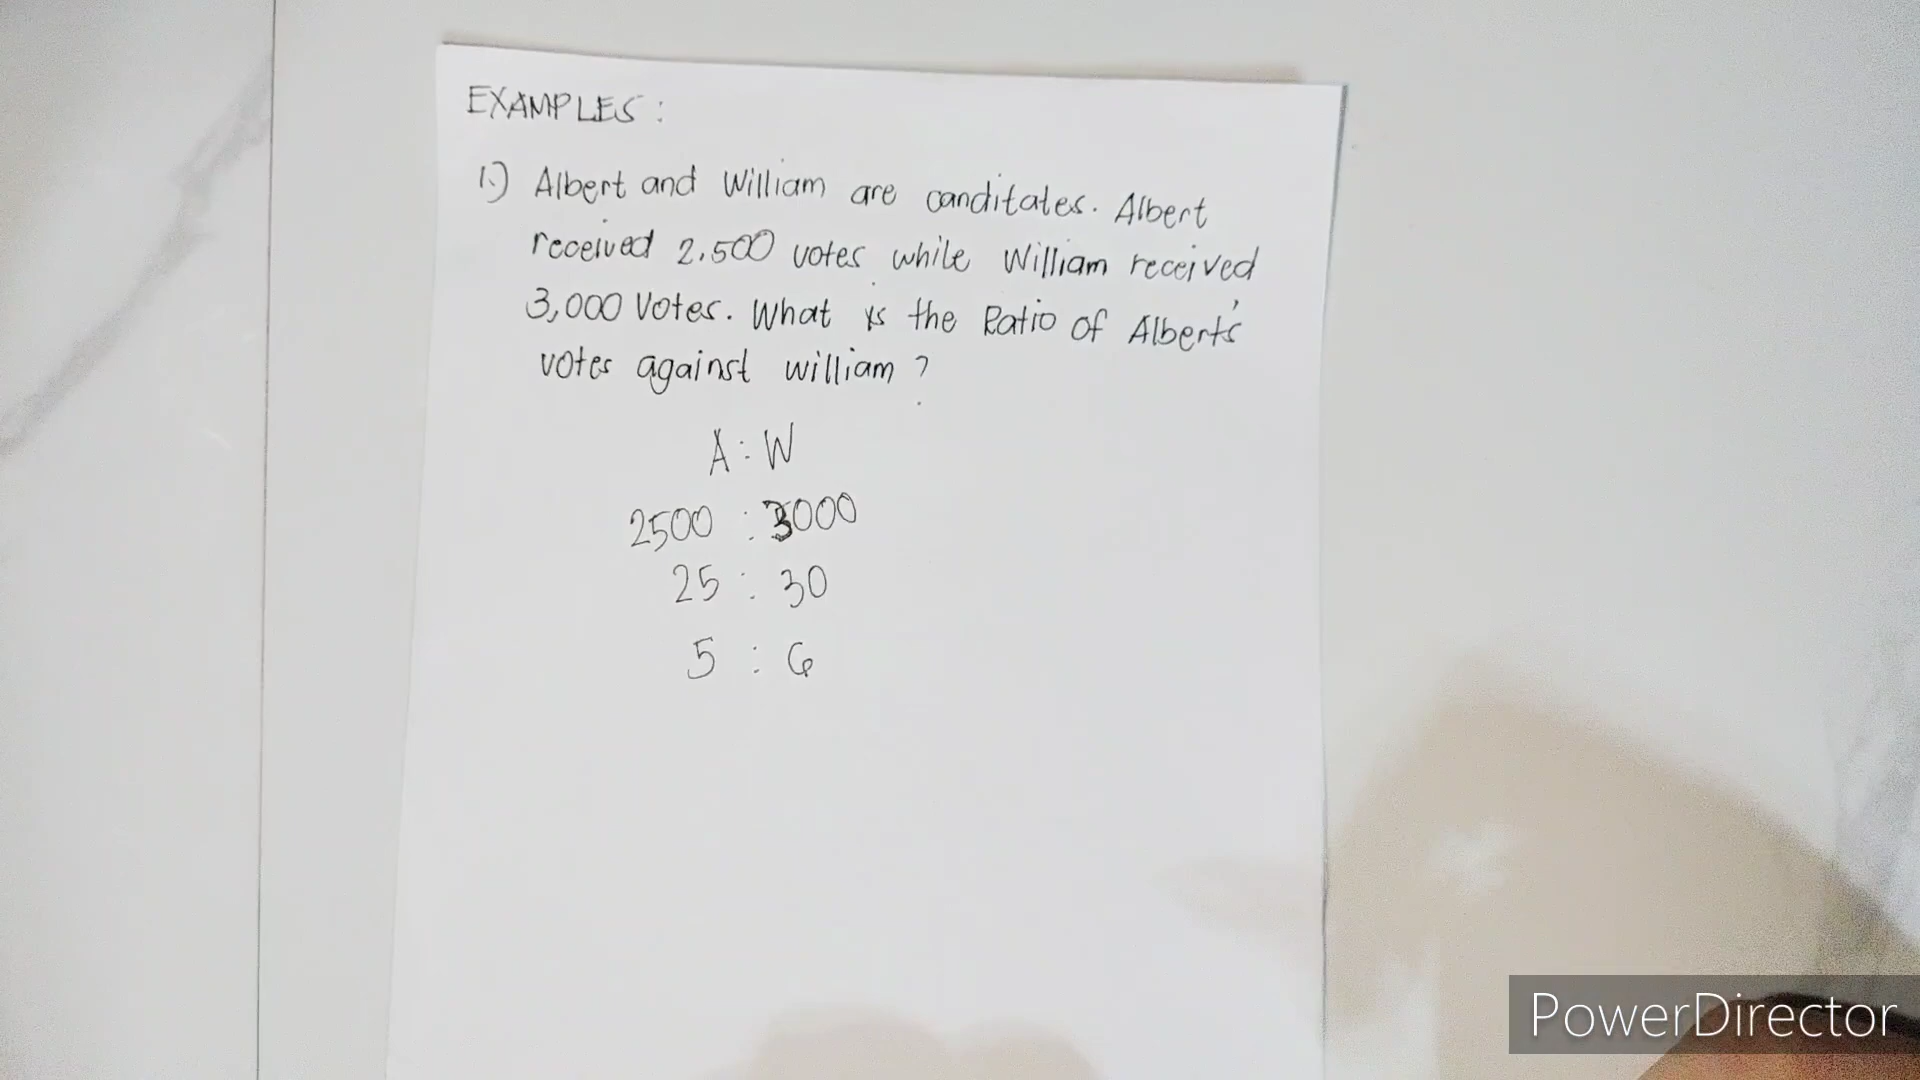 EXAMPLES :
1.) Albert and William are canditates. Albert
received 2,500 votes while William received
3,000 Votes. What is the Ratio of Albert's
votes against william ?
A : W
2500 : 3000
25 : 30
5 : 6
PowerDirector